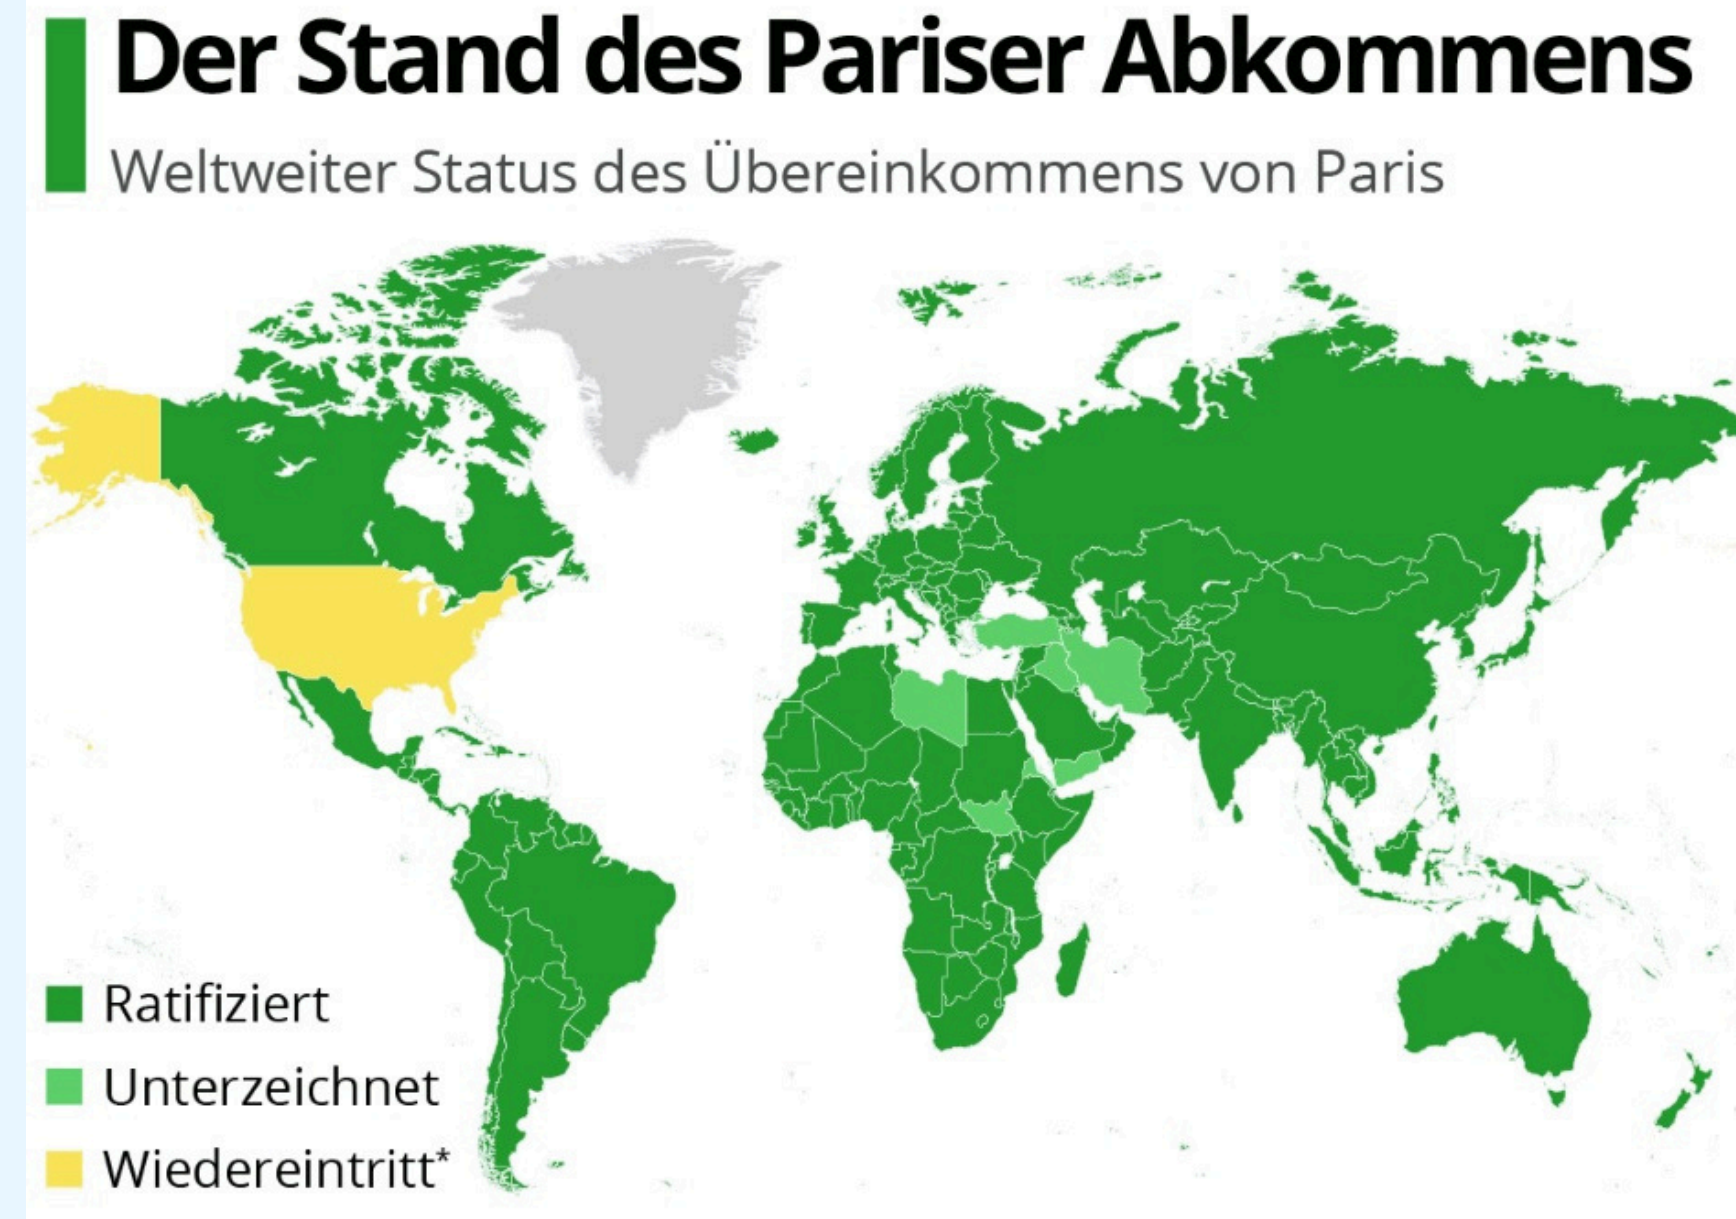 Der Stand des Pariser Abkommens
Weltweiter Status des Übereinkommens von Paris
Ratifiziert
Unterzeichnet
Wiedereintritt*